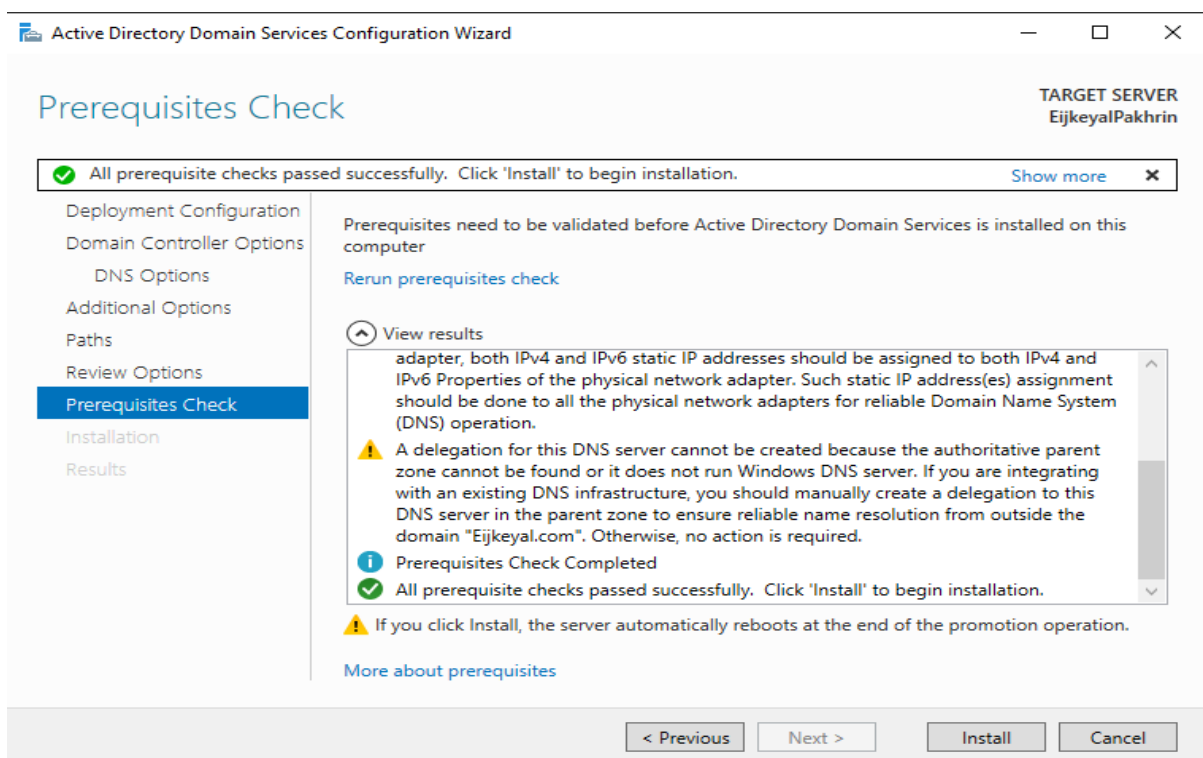 Active Directory Domain Services Configuration Wizard
Prerequisites Check
TARGET SERVER
EijkeyalPakhrin
All prerequisite checks passed successfully.  Click 'Install' to begin installation.
Show more
Deployment Configuration
Domain Controller Options
DNS Options
Additional Options
Paths
Review Options
Prerequisites Check
Installation
Results
Prerequisites need to be validated before Active Directory Domain Services is installed on this
computer
Rerun prerequisites check
View results
adapter, both IPv4 and IPv6 static IP addresses should be assigned to both IPv4 and
IPv6 Properties of the physical network adapter. Such static IP address(es) assignment
should be done to all the physical network adapters for reliable Domain Name System
(DNS) operation.
A delegation for this DNS server cannot be created because the authoritative parent
zone cannot be found or it does not run Windows DNS server. If you are integrating
with an existing DNS infrastructure, you should manually create a delegation to this
DNS server in the parent zone to ensure reliable name resolution from outside the
domain "Eijkeyal.com". Otherwise, no action is required.
Prerequisites Check Completed
All prerequisite checks passed successfully.  Click 'Install' to begin installation.
If you click Install, the server automatically reboots at the end of the promotion operation.
More about prerequisites
< Previous
Next >
Install
Cancel